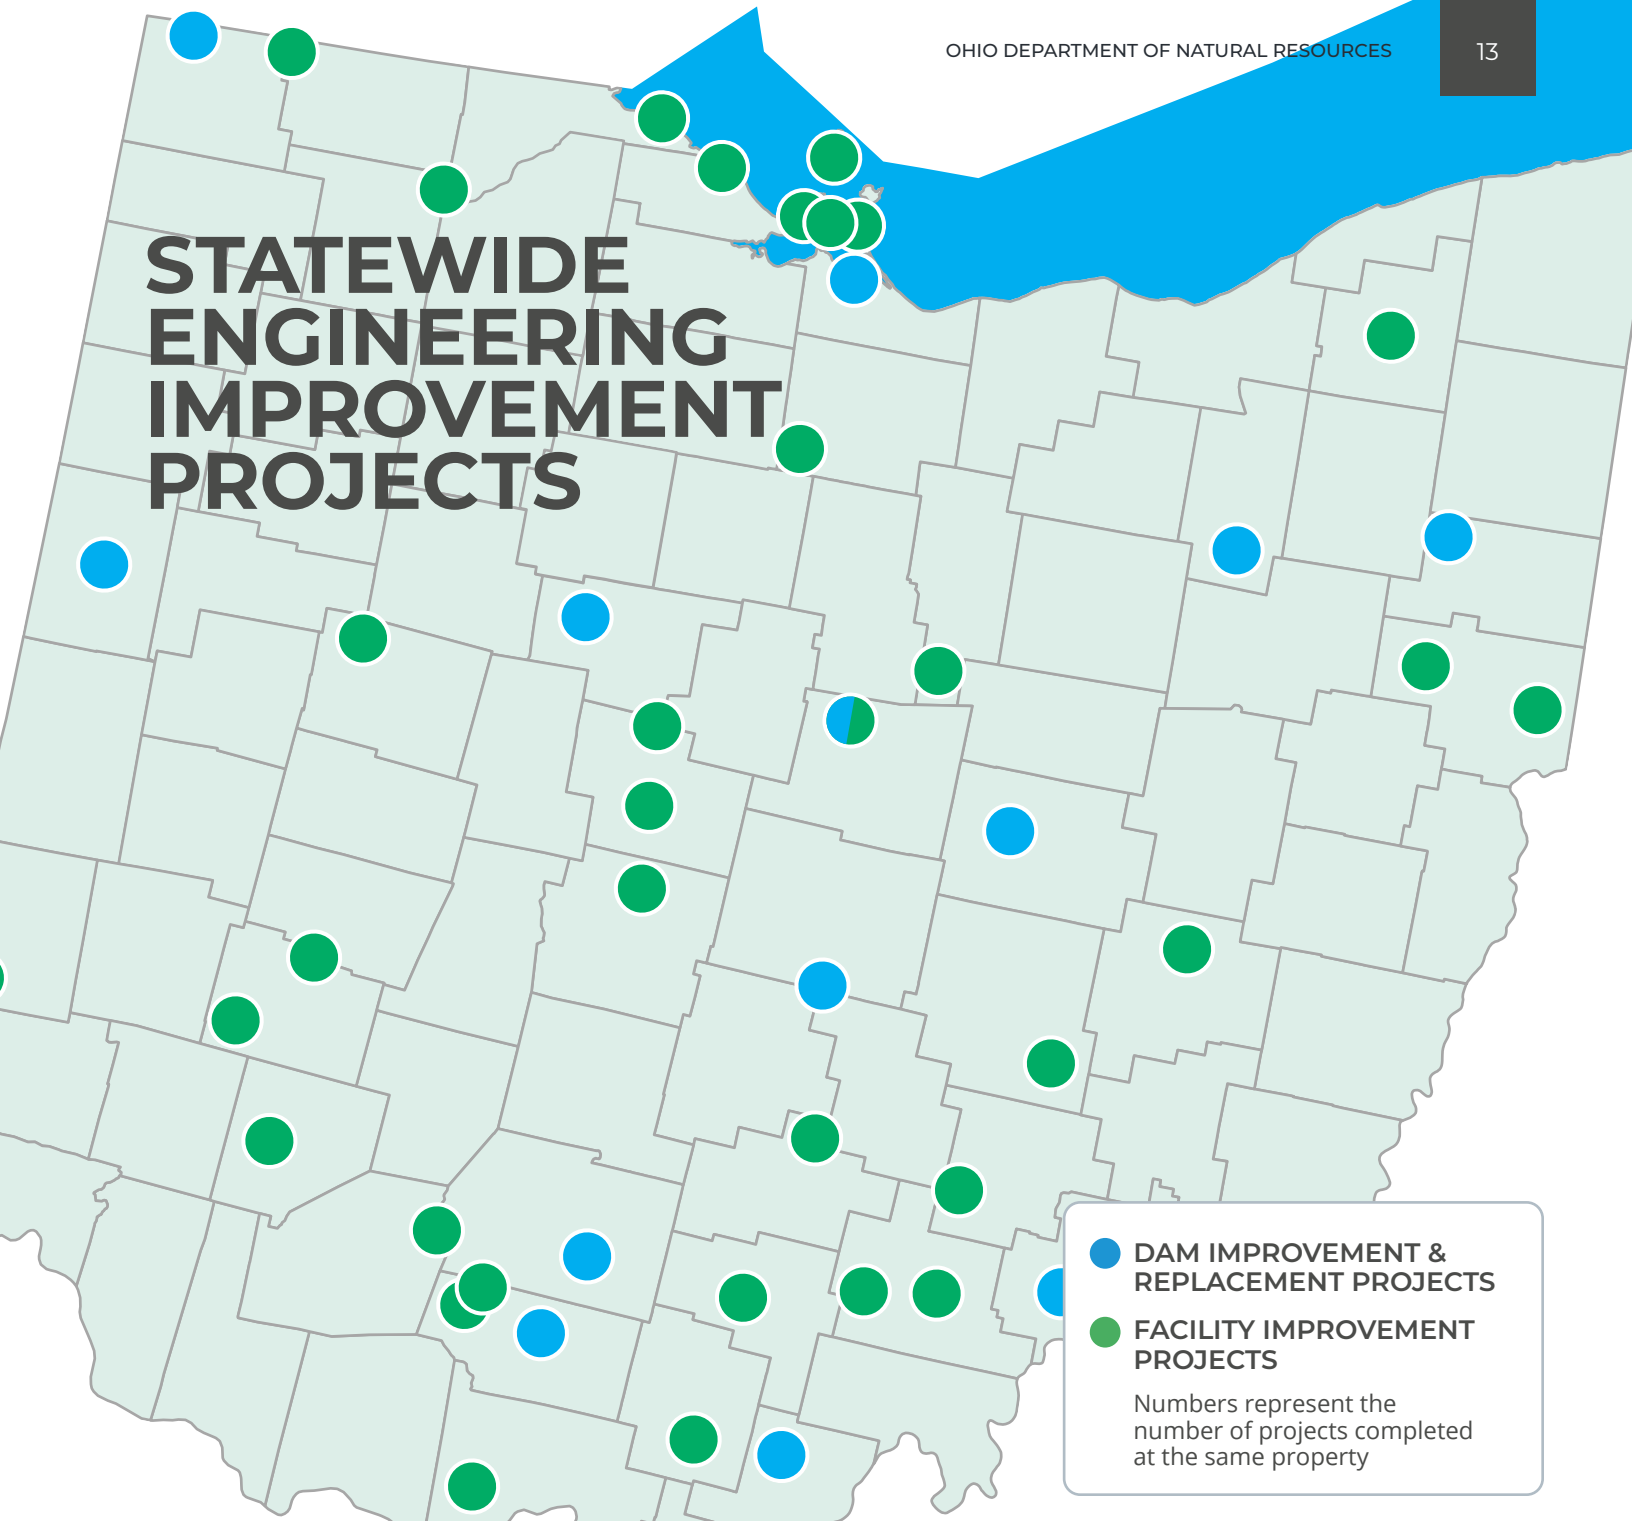 OHIO DEPARTMENT OF NATURAL RESOURCES
13
STATEWIDE
ENGINEERING
IMPROVEMENT
PROJECTS
DAM IMPROVEMENT &
REPLACEMENT PROJECTS
FACILITY IMPROVEMENT
PROJECTS
Numbers represent the
number of projects completed
at the same property